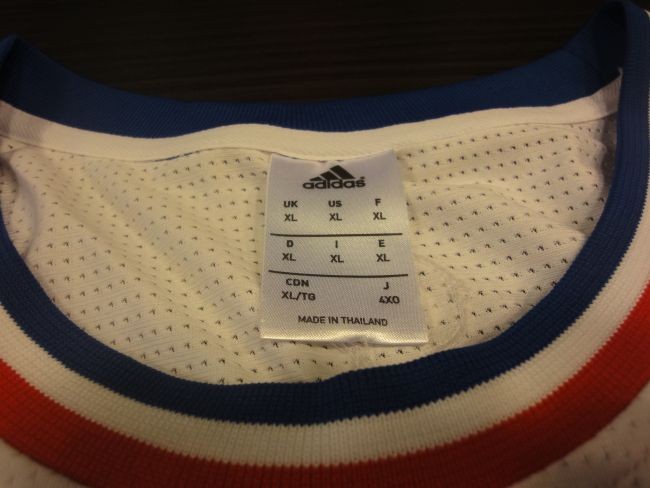 adidas
UK US F
XL XL XL
D I E
XL XL XL
CDN J
XL/TG 4XO
MADE IN THAILAND